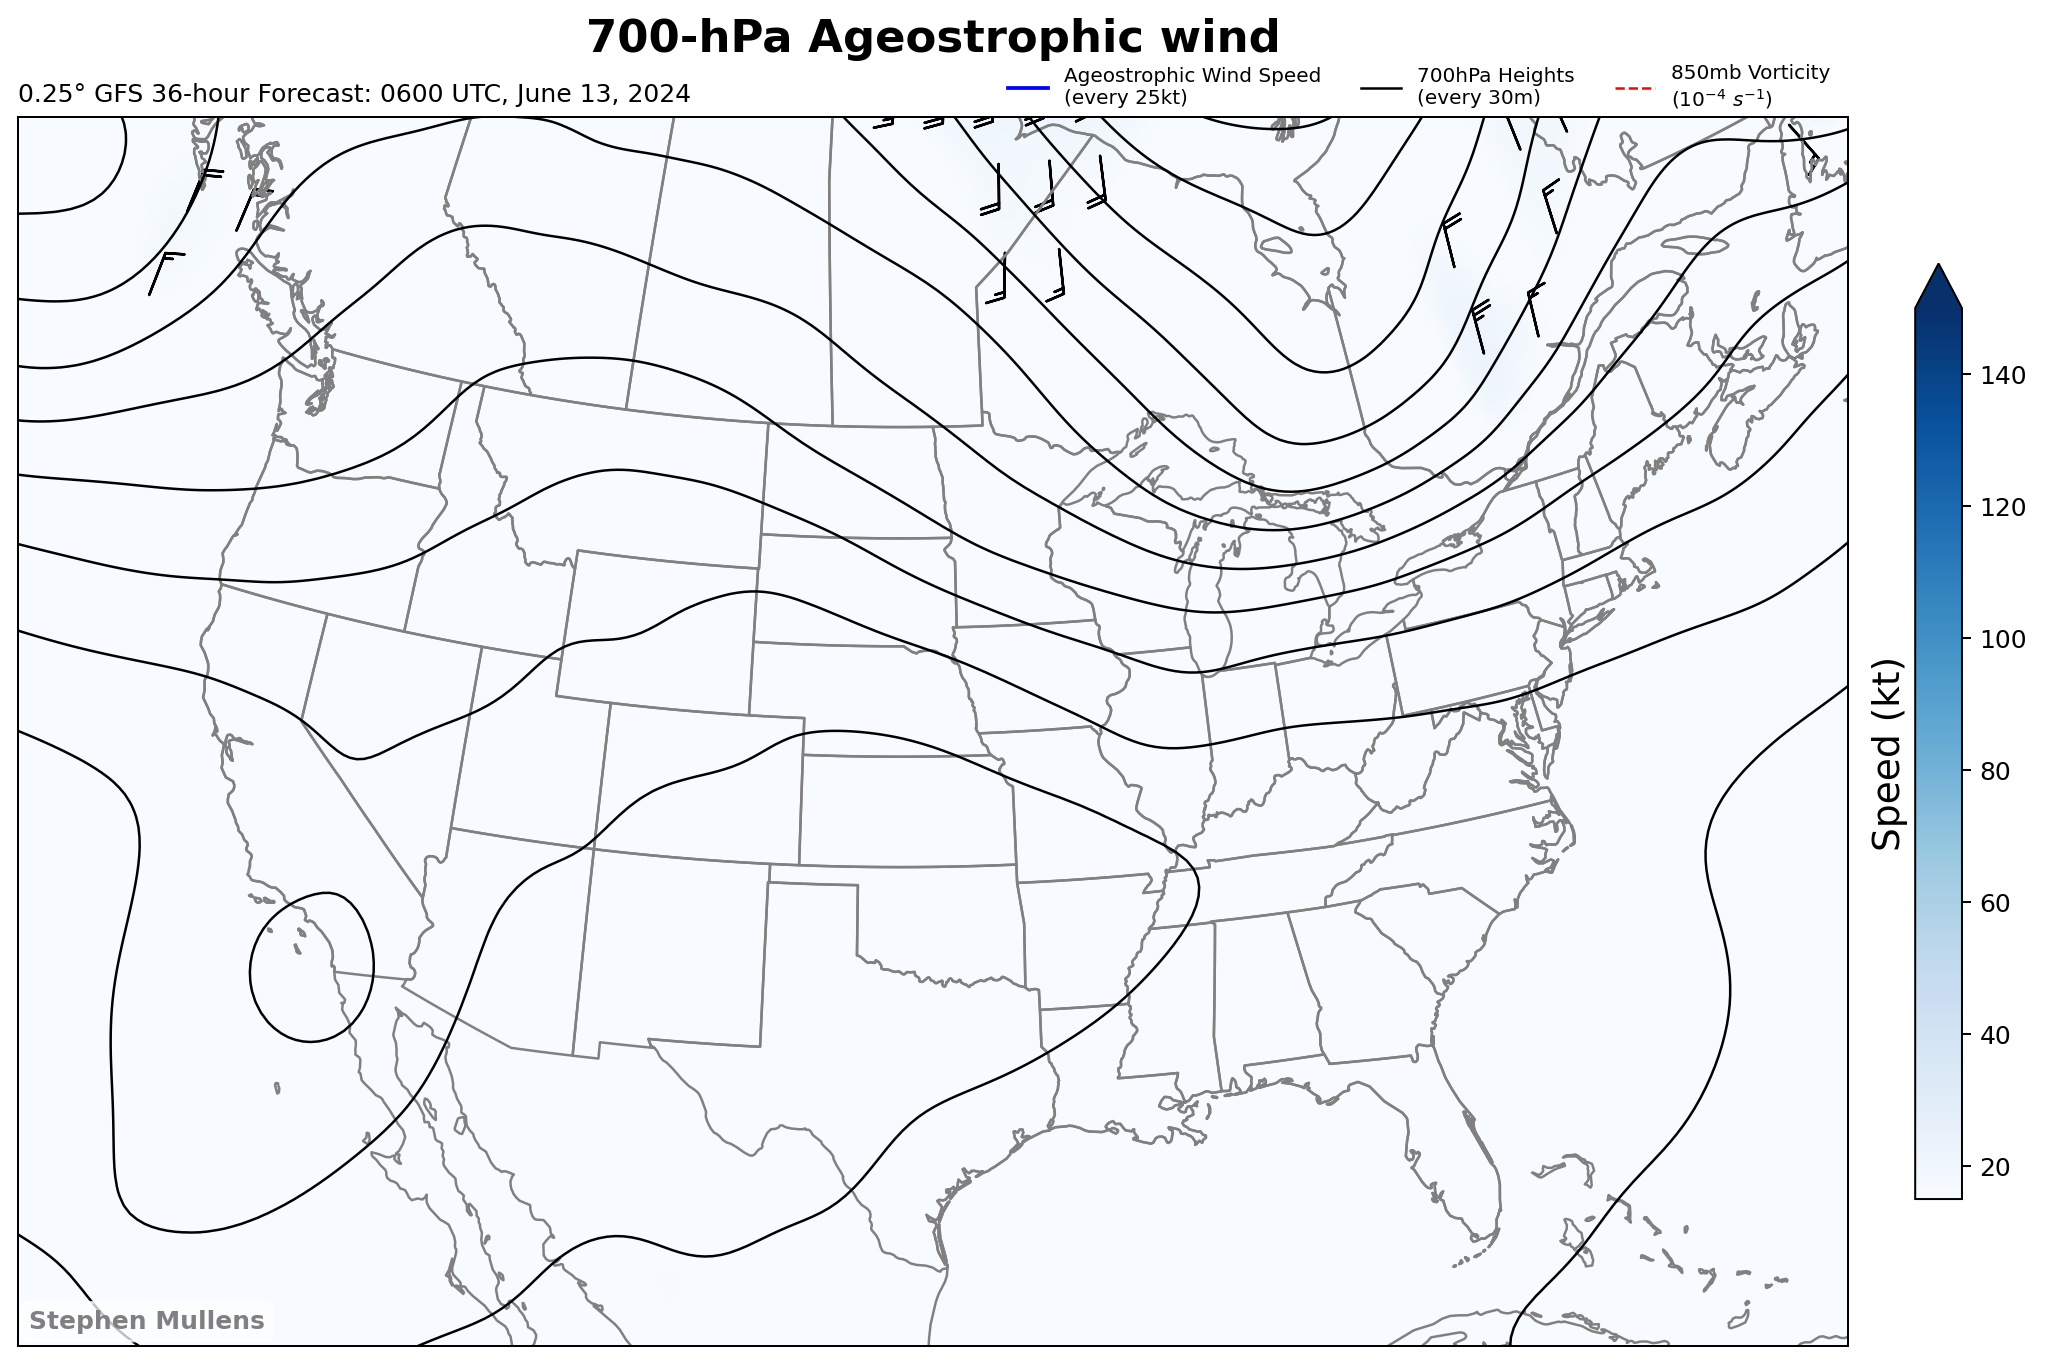 700-hPa Ageostrophic wind
0.25° GFS 36-hour Forecast: 0600 UTC, June 13, 2024
Ageostrophic Wind Speed
(every 25kt)
700hPa Heights
(every 30m)
850mb Vorticity
(10⁻⁴ s⁻¹)
140
120
100
80
60
40
20
Speed (kt)
Stephen Mullens